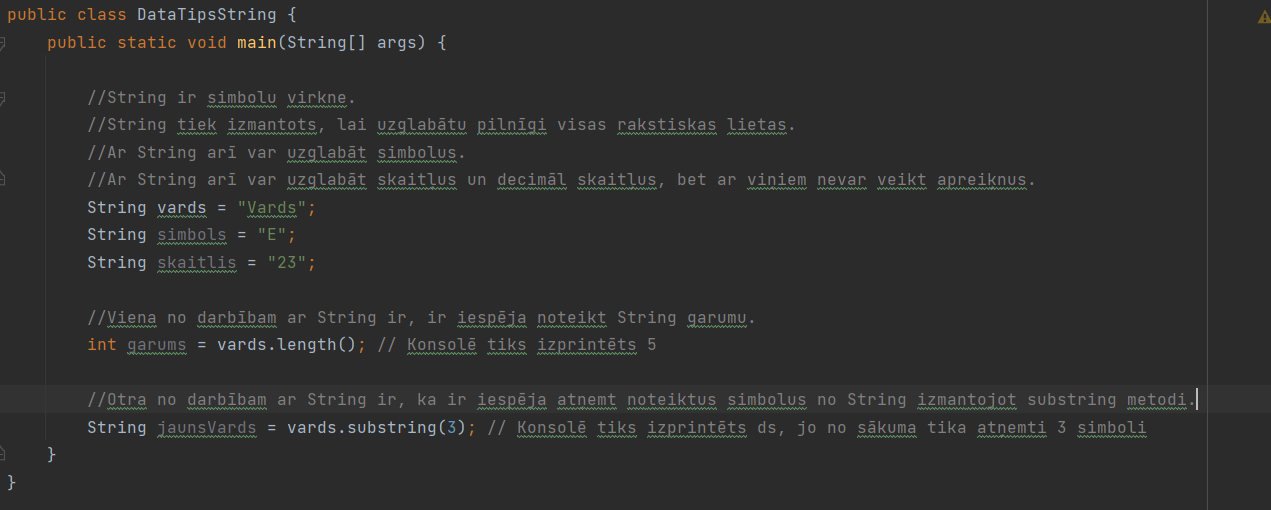 public class DataTipsString {
public static void main(String[] args) {
//String ir simbolu virkne.
//String tiek izmantots, lai uzglabātu pilnīgi visas rakstiskas lietas.
//Ar String arī var uzglabāt simbolus.
//Ar String arī var uzglabāt skaitļus un decimāl skaitļus, bet ar viņiem nevar veikt apreiķnus.
String vards = "Vards";
String simbols = "E";
String skaitlis = "23";
//Viena no darbībam ar String ir, ir iespēja noteikt String garumu.
int garums = vards.length(); // Konsolē tiks izprintēts 5
//Otra no darbībam ar String ir, ka ir iespēja atņemt noteiktus simbolus no String izmantojot substring metodi.
String jaunsVards = vards.substring(3); // Konsolē tiks izprintēts ds, jo no sākuma tika atņemti 3 simboli
}
}